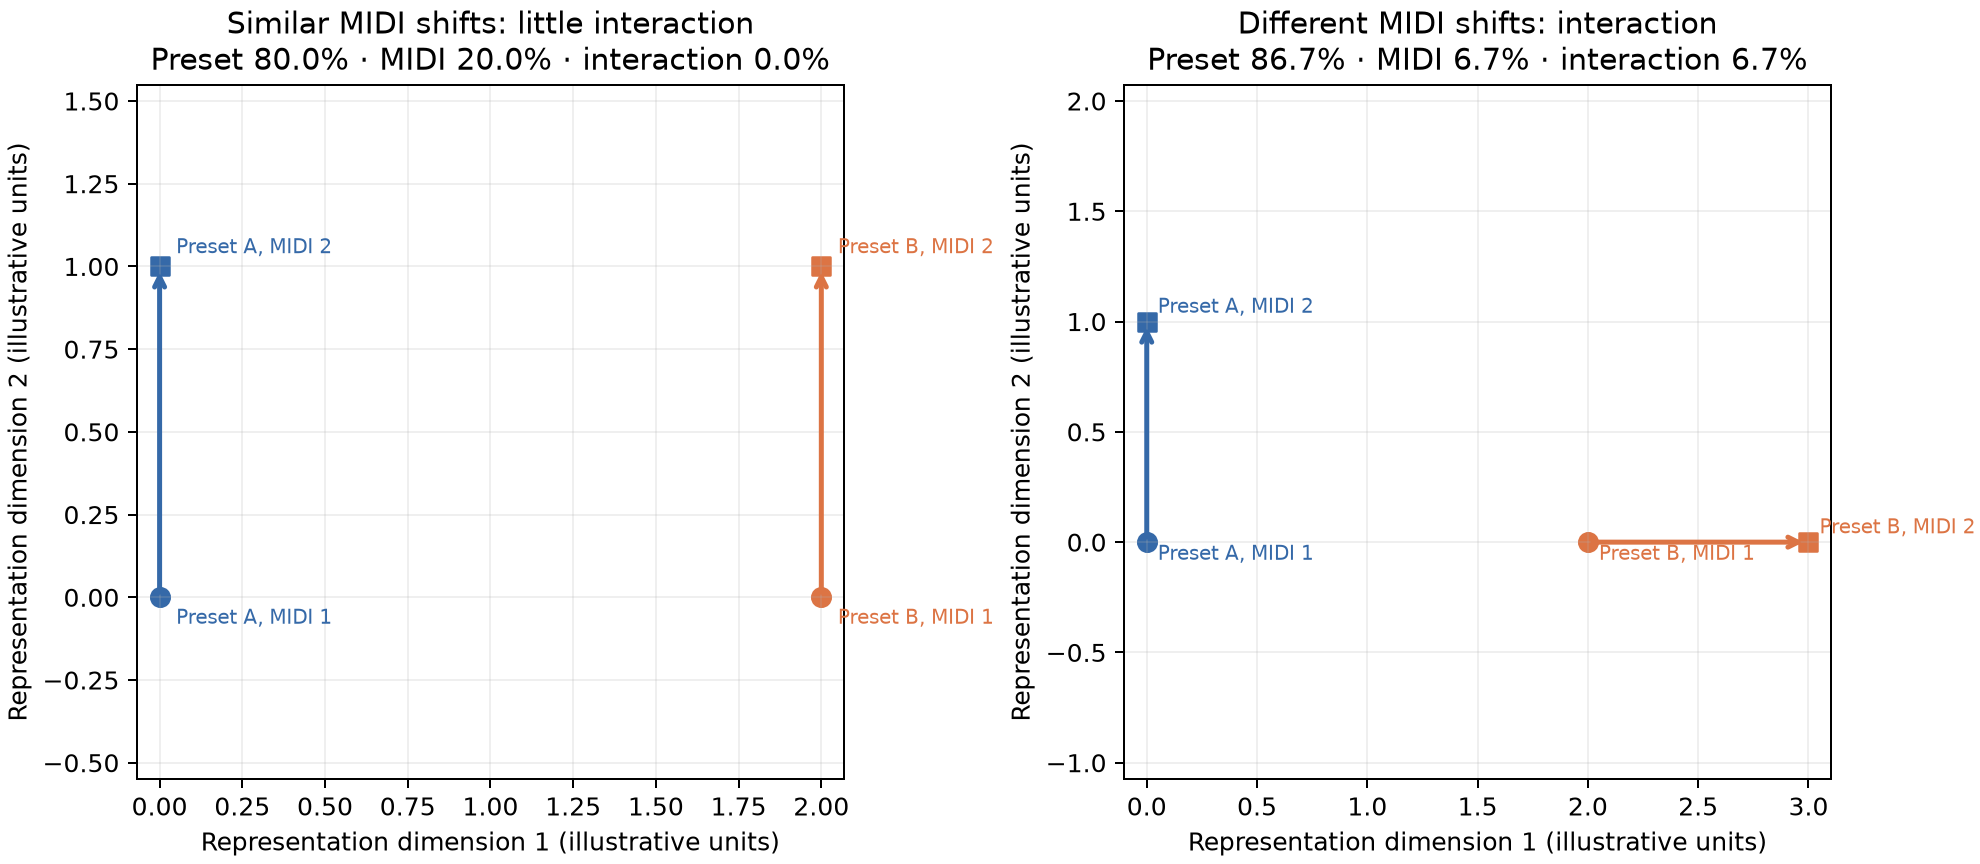 Similar MIDI shifts: little interaction
Preset 80.0% · MIDI 20.0% · interaction 0.0%
Representation dimension 2 (illustrative units)
1.50
1.25
1.00
0.75
0.50
0.25
0.00
−0.25
−0.50
Preset A, MIDI 2
Preset B, MIDI 2
Preset A, MIDI 1
Preset B, MIDI 1
0.00 0.25 0.50 0.75 1.00 1.25 1.50 1.75 2.00
Representation dimension 1 (illustrative units)
Different MIDI shifts: interaction
Preset 86.7% · MIDI 6.7% · interaction 6.7%
Representation dimension 2 (illustrative units)
2.0
1.5
1.0
0.5
0.0
−0.5
−1.0
Preset A, MIDI 2
Preset B, MIDI 2
Preset A, MIDI 1
Preset B, MIDI 1
0.0 0.5 1.0 1.5 2.0 2.5 3.0
Representation dimension 1 (illustrative units)